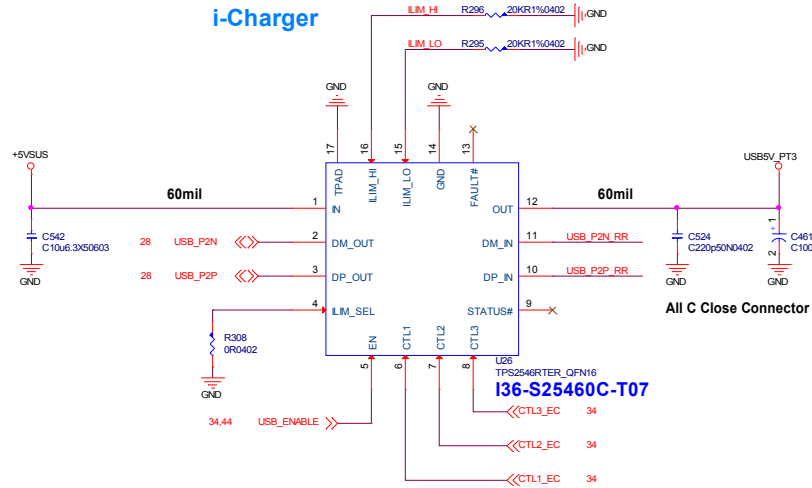 i-Charger
ILIM_HI R296 20KR1%0402 GND
ILIM_LO R295 20KR1%0402 GND
GND GND
+5VSUS USB5V_PT3
17 16 15 14 13
TPAD ILIM_HI ILIM_LO GND FAULT#
60mil 60mil
1 IN OUT 12
C542
C10u6.3X50603
GND
28 USB_P2N 2 DM_OUT DM_IN 11 USB_P2N_RR
28 USB_P2P 3 DP_OUT DP_IN 10 USB_P2P_RR
C524
C220p50N0402
GND
1
+
C461
C100
2
GND
4 ILIM_SEL STATUS# 9
All C Close Connector
R308
0R0402
GND
EN CTL1 CTL2 CTL3
5 6 7 8
U26
TPS2546RTER_QFN16
I36-S25460C-T07
34,44 USB_ENABLE
CTL3_EC 34
CTL2_EC 34
CTL1_EC 34